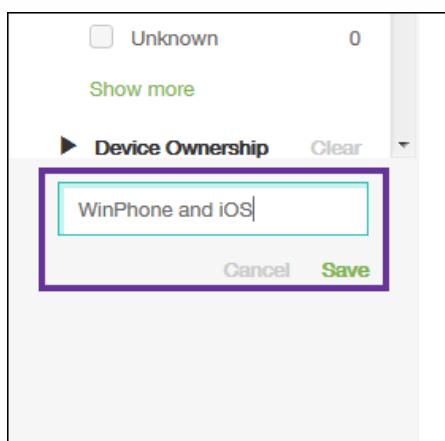 Unknown 0
Show more
Device Ownership Clear
WinPhone and iOS
Cancel Save